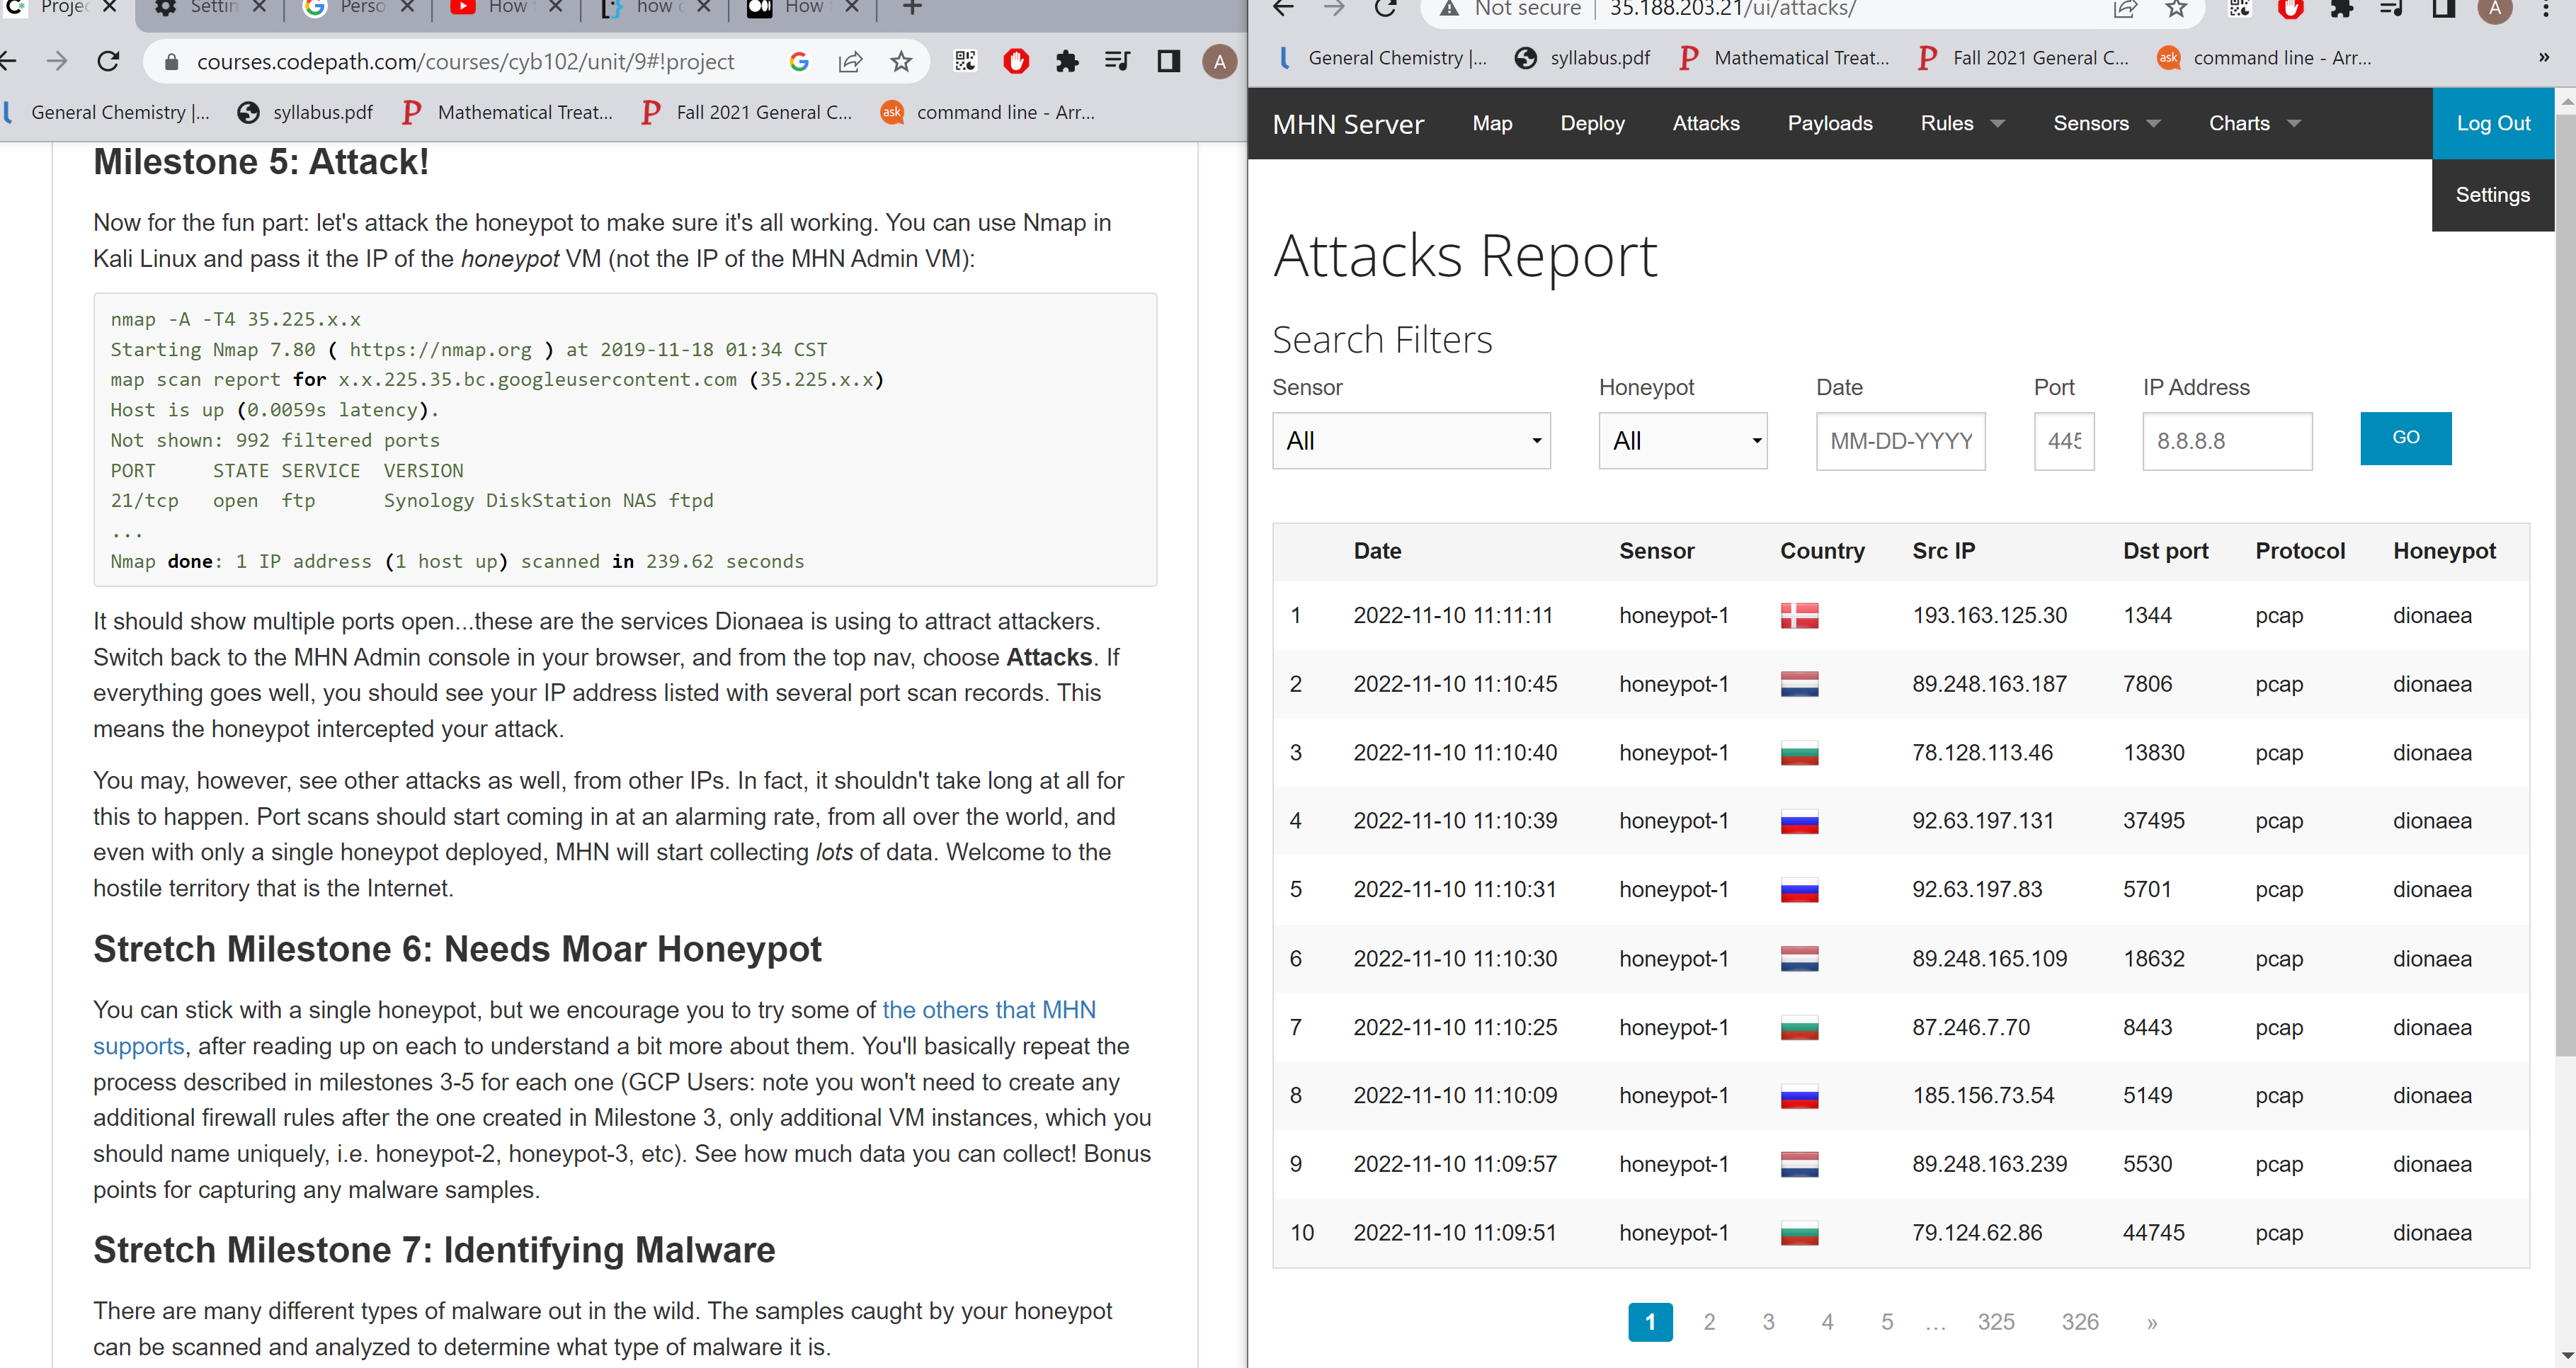 Projec
Settin
Perso
How
how
How
courses.codepath.com/courses/cyb102/unit/9#!project
A
General Chemistry |...
syllabus.pdf
Mathematical Treat...
Fall 2021 General C...
ask
command line - Arr...
Milestone 5: Attack!
Now for the fun part: let's attack the honeypot to make sure it's all working. You can use Nmap in
Kali Linux and pass it the IP of the honeypot VM (not the IP of the MHN Admin VM):
nmap -A -T4 35.225.x.x
Starting Nmap 7.80 ( https://nmap.org ) at 2019-11-18 01:34 CST
map scan report for x.x.225.35.bc.googleusercontent.com (35.225.x.x)
Host is up (0.0059s latency).
Not shown: 992 filtered ports
PORT STATE SERVICE VERSION
21/tcp open ftp Synology DiskStation NAS ftpd
...
Nmap done: 1 IP address (1 host up) scanned in 239.62 seconds
It should show multiple ports open...these are the services Dionaea is using to attract attackers.
Switch back to the MHN Admin console in your browser, and from the top nav, choose Attacks. If
everything goes well, you should see your IP address listed with several port scan records. This
means the honeypot intercepted your attack.
You may, however, see other attacks as well, from other IPs. In fact, it shouldn't take long at all for
this to happen. Port scans should start coming in at an alarming rate, from all over the world, and
even with only a single honeypot deployed, MHN will start collecting lots of data. Welcome to the
hostile territory that is the Internet.
Stretch Milestone 6: Needs Moar Honeypot
You can stick with a single honeypot, but we encourage you to try some of the others that MHN
supports, after reading up on each to understand a bit more about them. You'll basically repeat the
process described in milestones 3-5 for each one (GCP Users: note you won't need to create any
additional firewall rules after the one created in Milestone 3, only additional VM instances, which you
should name uniquely, i.e. honeypot-2, honeypot-3, etc). See how much data you can collect! Bonus
points for capturing any malware samples.
Stretch Milestone 7: Identifying Malware
There are many different types of malware out in the wild. The samples caught by your honeypot
can be scanned and analyzed to determine what type of malware it is.
Not secure | 35.188.203.21/ui/attacks/
A
General Chemistry |...
syllabus.pdf
Mathematical Treat...
Fall 2021 General C...
ask
command line - Arr...
»
MHN Server Map Deploy Attacks Payloads Rules Sensors Charts Log Out
Settings
Attacks Report
Search Filters
Sensor Honeypot Date Port IP Address
All All MM-DD-YYYY 445 8.8.8.8 GO
Date Sensor Country Src IP Dst port Protocol Honeypot
1 2022-11-10 11:11:11 honeypot-1 193.163.125.30 1344 pcap dionaea
2 2022-11-10 11:10:45 honeypot-1 89.248.163.187 7806 pcap dionaea
3 2022-11-10 11:10:40 honeypot-1 78.128.113.46 13830 pcap dionaea
4 2022-11-10 11:10:39 honeypot-1 92.63.197.131 37495 pcap dionaea
5 2022-11-10 11:10:31 honeypot-1 92.63.197.83 5701 pcap dionaea
6 2022-11-10 11:10:30 honeypot-1 89.248.165.109 18632 pcap dionaea
7 2022-11-10 11:10:25 honeypot-1 87.246.7.70 8443 pcap dionaea
8 2022-11-10 11:10:09 honeypot-1 185.156.73.54 5149 pcap dionaea
9 2022-11-10 11:09:57 honeypot-1 89.248.163.239 5530 pcap dionaea
10 2022-11-10 11:09:51 honeypot-1 79.124.62.86 44745 pcap dionaea
1 2 3 4 5 ... 325 326 »